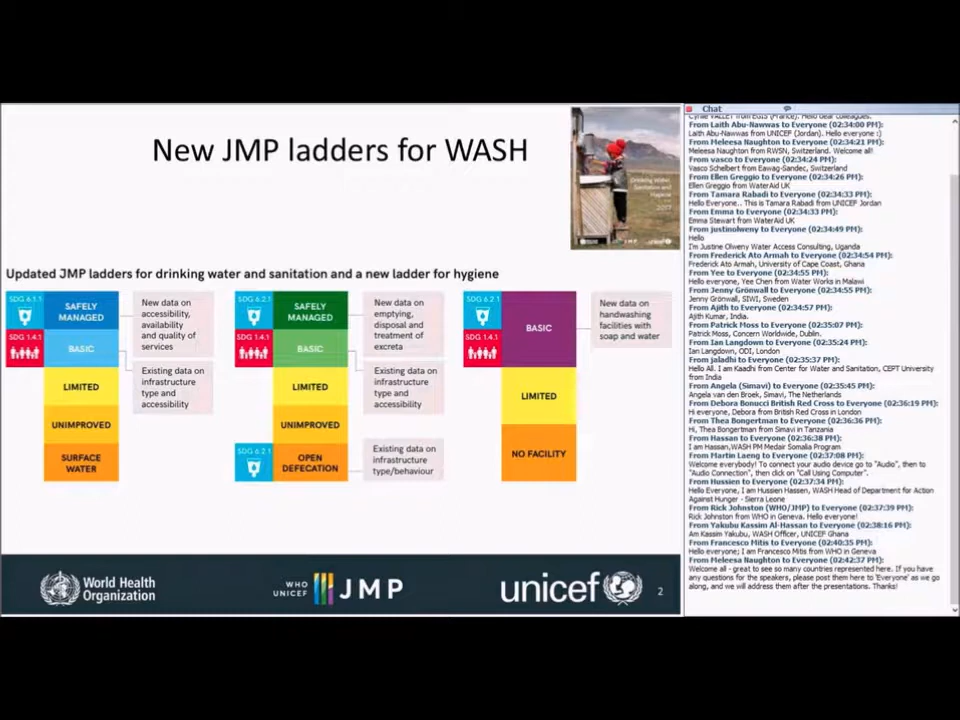 New JMP ladders for WASH
Drinking Water
Sanitation and
Hygiene
2017
Updated JMP ladders for drinking water and sanitation and a new ladder for hygiene
SDG 6.1.1
SDG 1.4.1
SAFELY
MANAGED
BASIC
LIMITED
UNIMPROVED
SURFACE
WATER
New data on
accessibility,
availability
and quality of
services
Existing data on
infrastructure
type and
accessibility
SDG 6.2.1
SDG 1.4.1
SAFELY
MANAGED
BASIC
LIMITED
UNIMPROVED
SDG 6.2.1
OPEN
DEFECATION
New data on
emptying,
disposal and
treatment of
excreta
Existing data on
infrastructure
type and
accessibility
Existing data on
infrastructure
type/behaviour
SDG 6.2.1
SDG 1.4.1
BASIC
LIMITED
NO FACILITY
New data on
handwashing
facilities with
soap and water
World Health
Organization
WHO
UNICEF
JMP
unicef
2
Chat
From Laith Abu-Nawwas to Everyone (02:34:00 PM):
Laith Abu-Nawwas from UNICEF (Jordan). Hello everyone :)
From Meleesa Naughton to Everyone (02:34:21 PM):
Meleesa Naughton from RWSN, Switzerland. Welcome all!
From vasco to Everyone (02:34:24 PM):
Vasco Schelbert from Eawag-Sandec, Switzerland
From Ellen Greggio to Everyone (02:34:26 PM):
Ellen Greggio from WaterAid UK
From Tamara Rabadi to Everyone (02:34:33 PM):
Hello Everyone.. This is Tamara Rabadi from UNICEF Jordan
From Emma to Everyone (02:34:33 PM):
Emma Stewart from WaterAid UK
From justinolweny to Everyone (02:34:49 PM):
Hello
I'm Justine Olweny Water Access Consulting, Uganda
From Frederick Ato Armah to Everyone (02:34:54 PM):
Frederick Ato Armah, University of Cape Coast, Ghana
From Yee to Everyone (02:34:55 PM):
Hello everyone, Yee Chen from Water Works in Malawi
From Jenny Grönwall to Everyone (02:34:55 PM):
Jenny Grönwall, SIWI, Sweden
From Ajith to Everyone (02:34:57 PM):
Ajith Kumar, India.
From Patrick Moss to Everyone (02:35:07 PM):
Patrick Moss, Concern Worldwide, Dublin.
From Ian Langdown to Everyone (02:35:24 PM):
Ian Langdown, ODI, London
From jaladhi to Everyone (02:35:37 PM):
Hello All. I am Kaadhi from Center for Water and Sanitation, CEPT University
from India
From Angela (Simavi) to Everyone (02:35:45 PM):
Angela van den Broek, Simavi, The Netherlands
From Debora Bonucci British Red Cross to Everyone (02:36:19 PM):
Hi everyone, Debora from British Red Cross in London
From Thea Bongertman to Everyone (02:36:36 PM):
Hi, Thea Bongertman from Simavi in Tanzania
From Hassan to Everyone (02:36:38 PM):
I am Hassan,WASH PM Medair Somalia Program
From Martin Laeng to Everyone (02:37:08 PM):
Welcome everybody! To connect your audio device go to "Audio", then to
"Audio Connection", then click on "Call Using Computer".
From Hussien to Everyone (02:37:34 PM):
Hello Everyone, I am Hussien Hassen, WASH Head of Department for Action
Against Hunger - Sierra Leone
From Rick Johnston (WHO/JMP) to Everyone (02:37:39 PM):
Rick Johnston from WHO in Geneva. Hello everyone!
From Yakubu Kassim Al-Hassan to Everyone (02:38:16 PM):
Am Kassim Yakubu, WASH Officer, UNICEF Ghana
From Francesco Mitis to Everyone (02:40:35 PM):
Hello everyone; I am Francesco Mitis from WHO in Geneva
From Meleesa Naughton to Everyone (02:42:37 PM):
Welcome all - great to see so many countries represented here. If you have
any questions for the speakers, please post them here to 'Everyone' as we go
along, and we will address them after the presentations. Thanks!